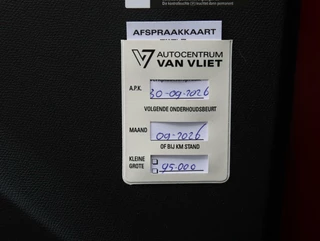 AFSPRAAKKAART
AUTOCENTRUM
VAN VLIET
A.P.K.
30-09-2026
VOLGENDE ONDERHOUDSBEURT
MAAND
09-2026
OF BIJ KM STAND
KLEINE
GROTE
95.000